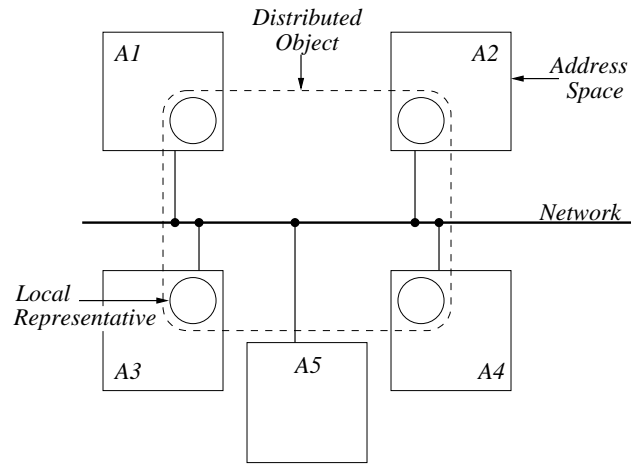 Distributed
Object
A1
A2
Address
Space
Network
Local
Representative
A3
A5
A4